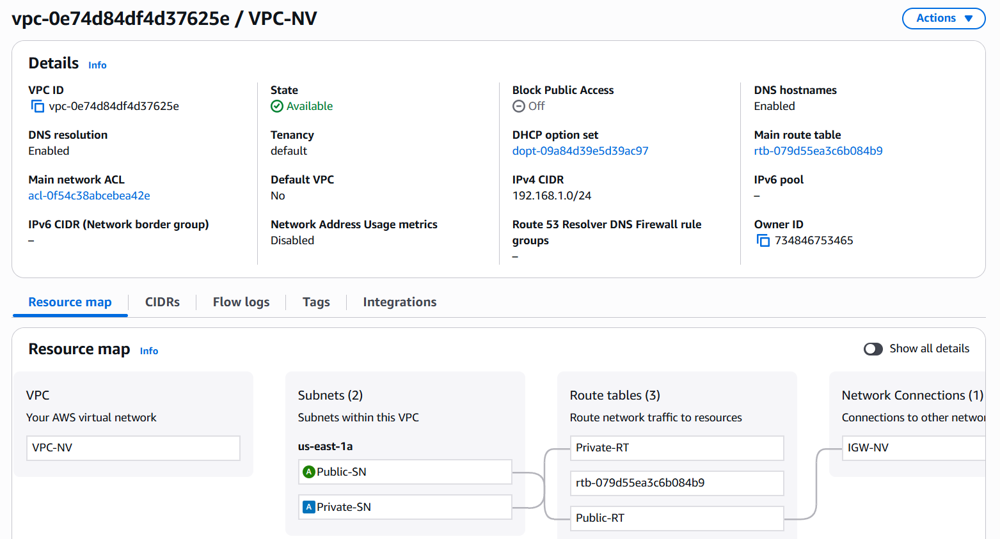 vpc-0e74d84df4d37625e / VPC-NV
Actions
Details Info
VPC ID
vpc-0e74d84df4d37625e
State
Available
Block Public Access
Off
DNS hostnames
Enabled
DNS resolution
Enabled
Tenancy
default
DHCP option set
dopt-09a84d39e5d39ac97
Main route table
rtb-079d55ea3c6b084b9
Main network ACL
acl-0f54c38abcebea42e
Default VPC
No
IPv4 CIDR
192.168.1.0/24
IPv6 pool
–
IPv6 CIDR (Network border group)
–
Network Address Usage metrics
Disabled
Route 53 Resolver DNS Firewall rule
groups
–
Owner ID
734846753465
Resource map CIDRs Flow logs Tags Integrations
Resource map Info
Show all details
VPC
Your AWS virtual network
VPC-NV
Subnets (2)
Subnets within this VPC
us-east-1a
A Public-SN
A Private-SN
Route tables (3)
Route network traffic to resources
Private-RT
rtb-079d55ea3c6b084b9
Public-RT
Network Connections (1)
Connections to other networ
IGW-NV